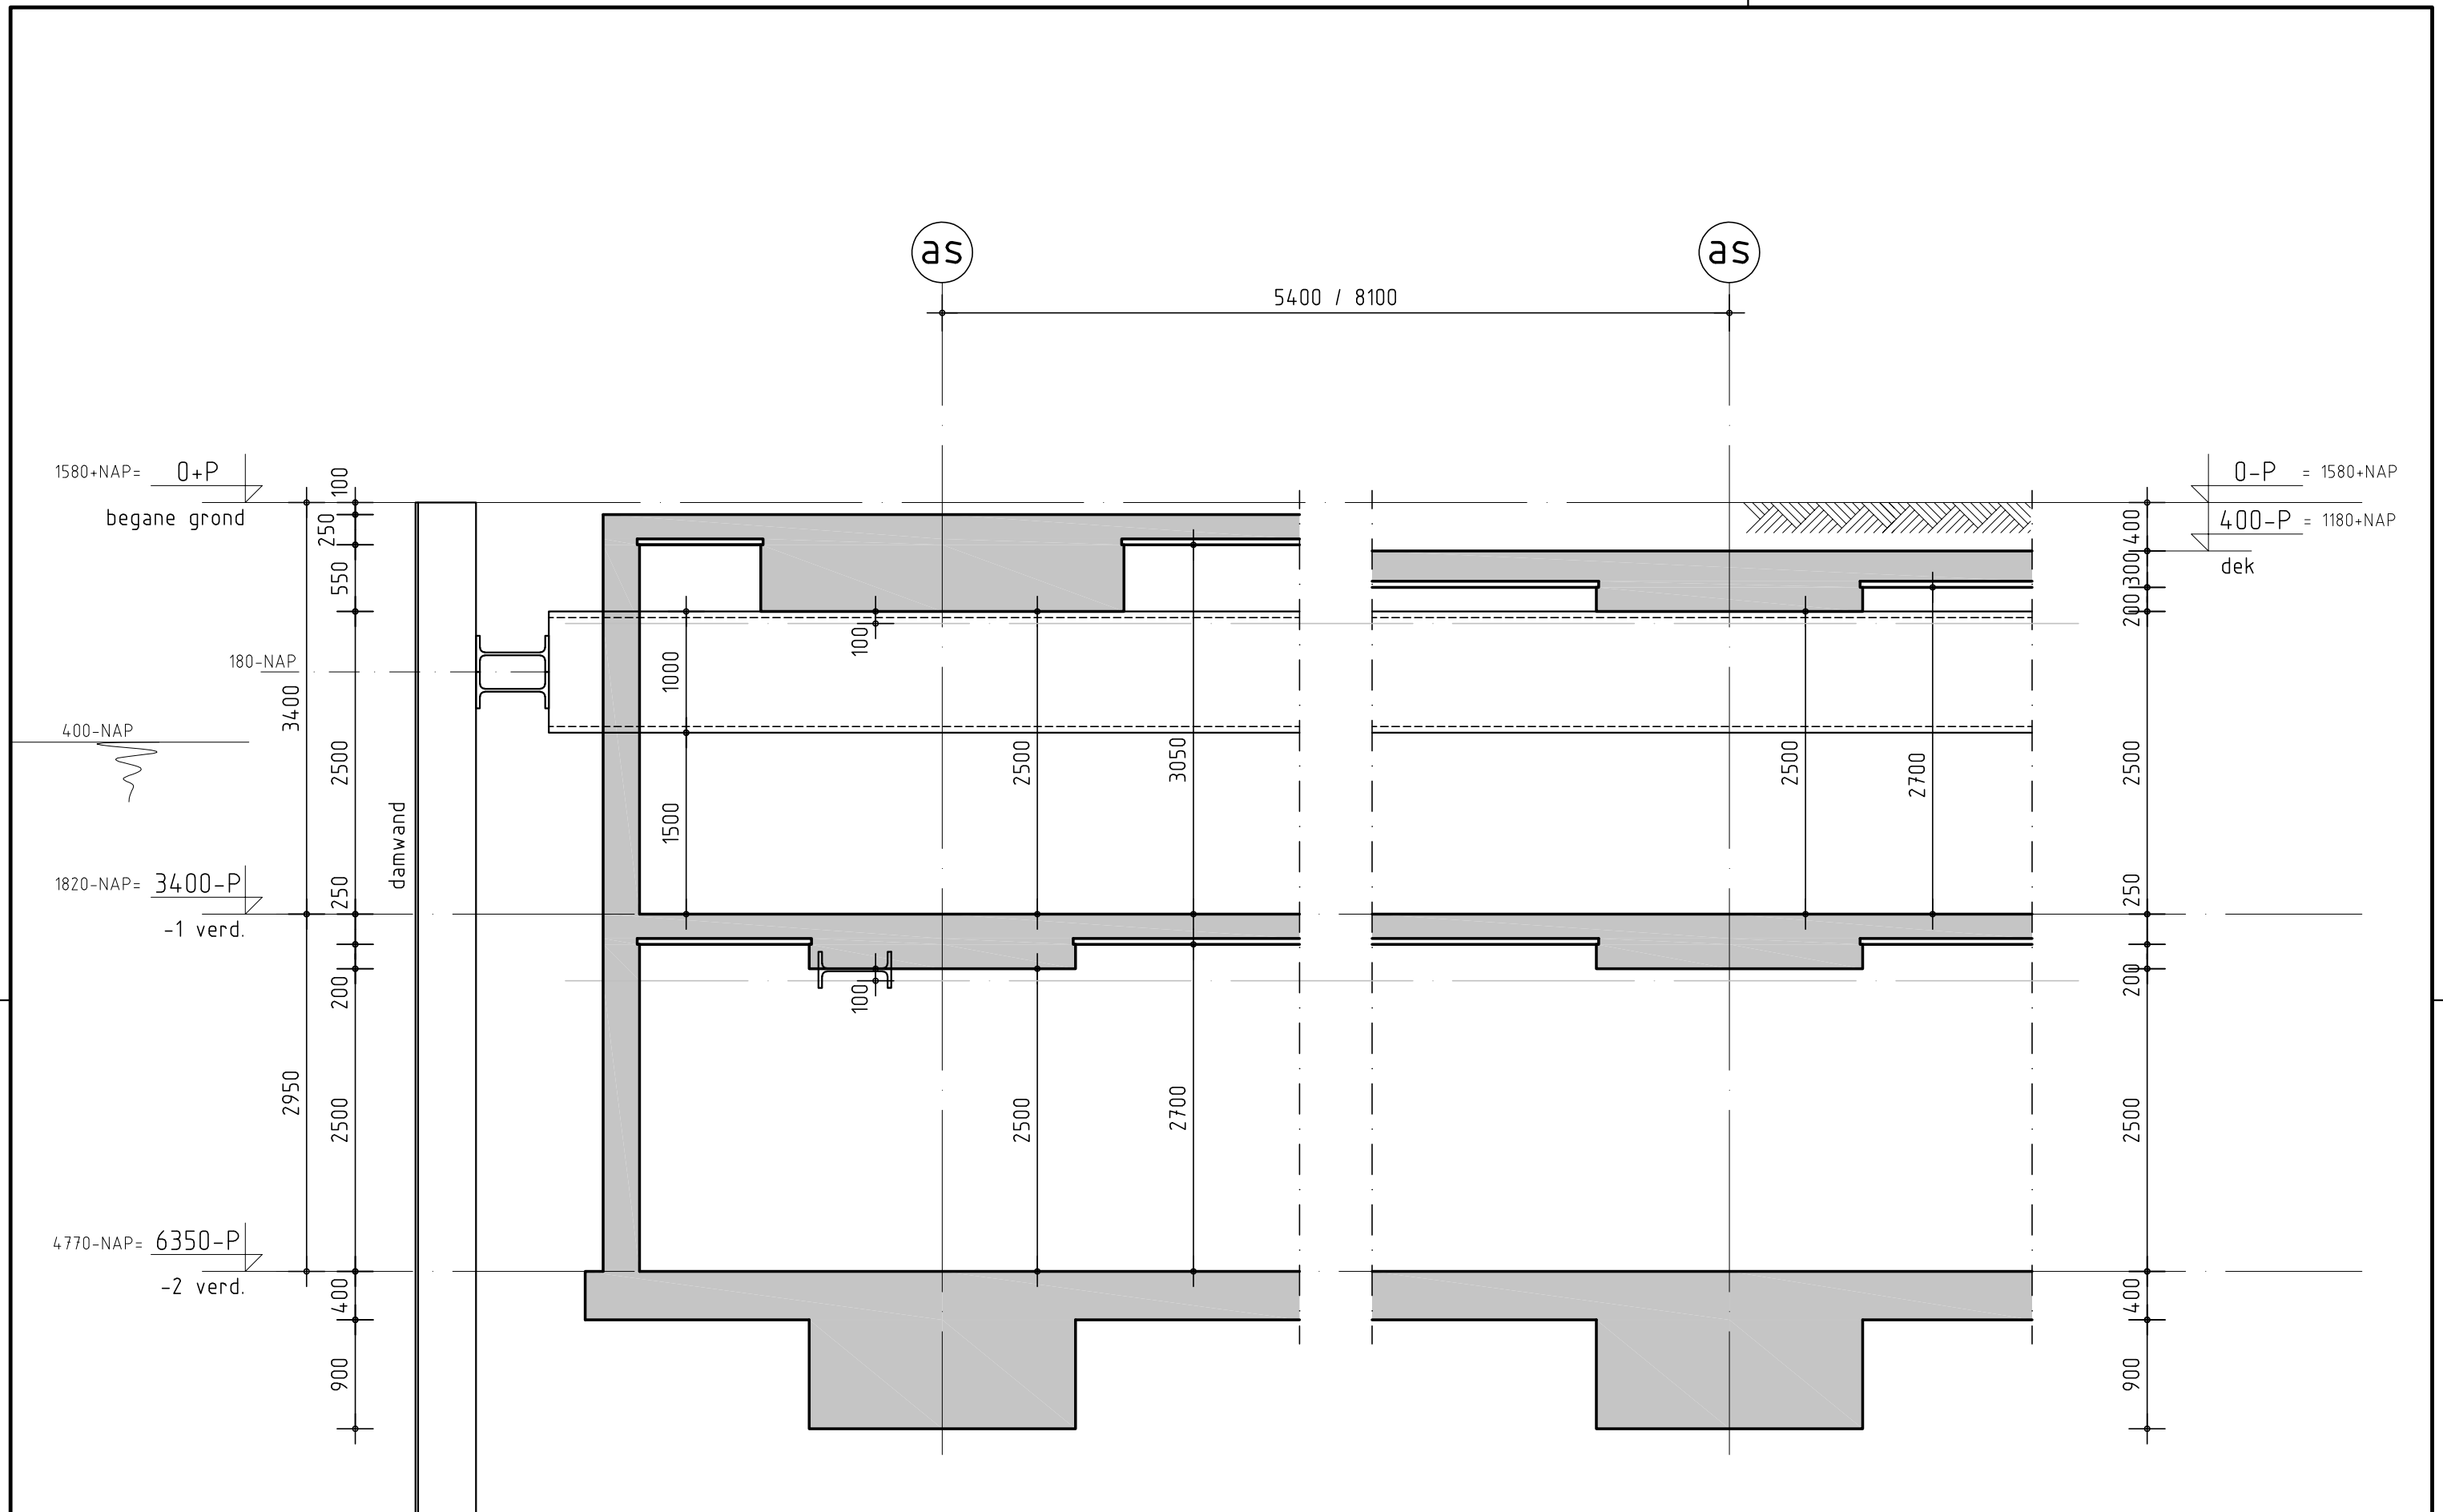 as
as
5400 / 8100
1580+NAP= 0+P
begane grond
100
250
550
3400
2500
180-NAP
400-NAP
damwand
1820-NAP= 3400-P
-1 verd.
250
200
2950
2500
4770-NAP= 6350-P
-2 verd.
400
900
100
1000
1500
2500
3050
100
2500
2700
2500
2700
0-P = 1580+NAP
400-P = 1180+NAP
dek
400
300
200
2500
250
200
2500
400
900